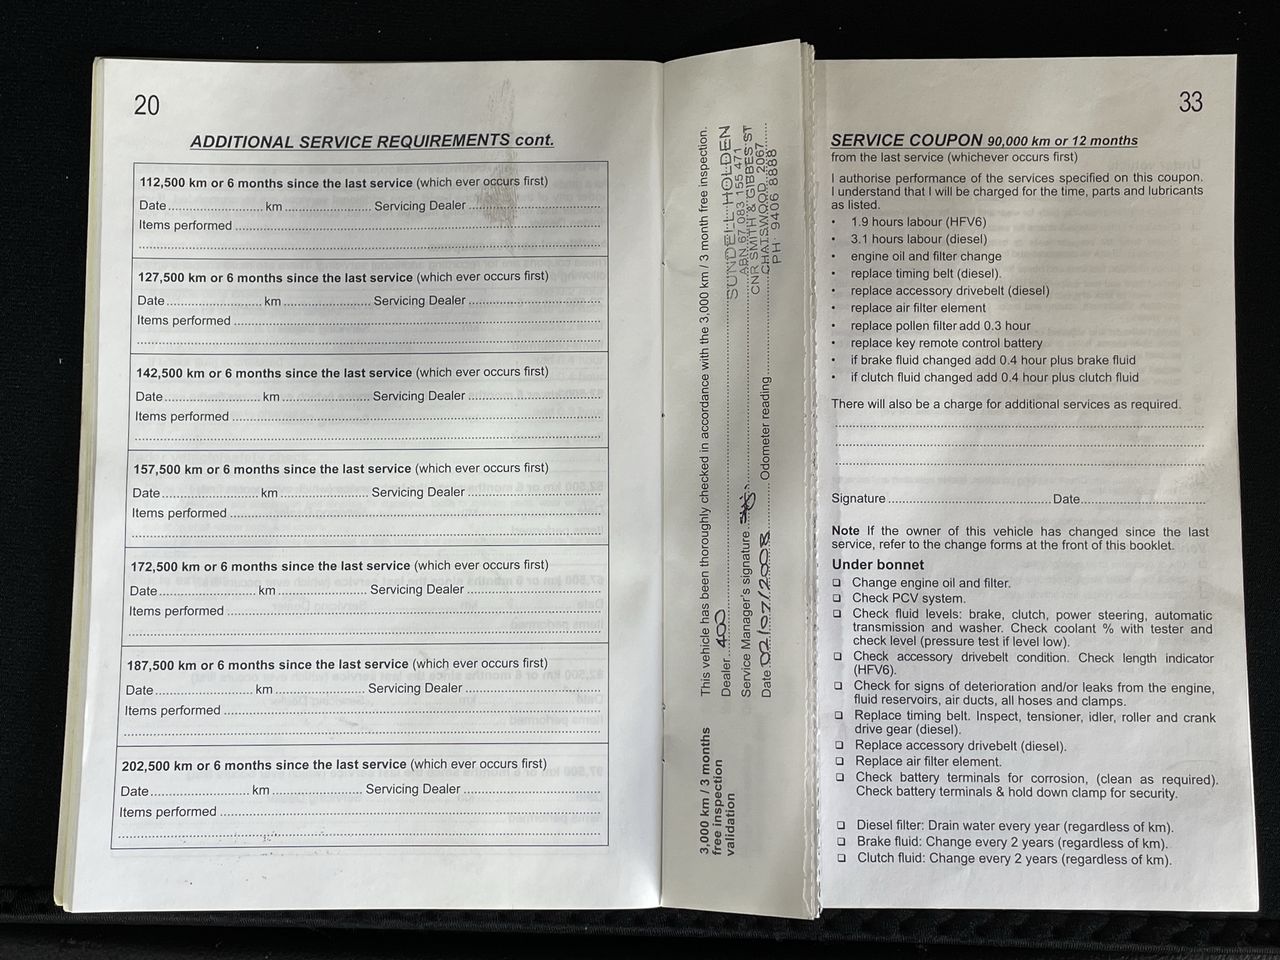 20
ADDITIONAL SERVICE REQUIREMENTS cont.
112,500 km or 6 months since the last service (which ever occurs first)
Date.................. km........................ Servicing Dealer ........................
Items performed ........................
127,500 km or 6 months since the last service (which ever occurs first)
Date.................. km........................ Servicing Dealer ........................
Items performed ........................
142,500 km or 6 months since the last service (which ever occurs first)
Date.................. km........................ Servicing Dealer ........................
Items performed ........................
157,500 km or 6 months since the last service (which ever occurs first)
Date.................. km........................ Servicing Dealer ........................
Items performed ........................
172,500 km or 6 months since the last service (which ever occurs first)
Date.................. km........................ Servicing Dealer ........................
Items performed ........................
187,500 km or 6 months since the last service (which ever occurs first)
Date.................. km........................ Servicing Dealer ........................
Items performed ........................
202,500 km or 6 months since the last service (which ever occurs first)
Date.................. km........................ Servicing Dealer ........................
Items performed ........................
3,000 km / 3 months
free inspection
validation
This vehicle has been thoroughly checked in accordance with the 3,000 km / 3 month free inspection.
Dealer 400
Service Manager's signature
Date 02/07/2008 Odometer reading
SUNDELL HOLDEN
ABN 67 083 155 471
CNR SMITH & GIBBES ST
CHATSWOOD 2067
PH: 9406 8888
33
SERVICE COUPON 90,000 km or 12 months
from the last service (whichever occurs first)
I authorise performance of the services specified on this coupon.
I understand that I will be charged for the time, parts and lubricants
as listed.
• 1.9 hours labour (HFV6)
• 3.1 hours labour (diesel)
• engine oil and filter change
• replace timing belt (diesel).
• replace accessory drivebelt (diesel)
• replace air filter element
• replace pollen filter add 0.3 hour
• replace key remote control battery
• if brake fluid changed add 0.4 hour plus brake fluid
• if clutch fluid changed add 0.4 hour plus clutch fluid
There will also be a charge for additional services as required.
Signature ........................ Date........................
Note If the owner of this vehicle has changed since the last
service, refer to the change forms at the front of this booklet.
Under bonnet
❑ Change engine oil and filter.
❑ Check PCV system.
❑ Check fluid levels: brake, clutch, power steering, automatic
transmission and washer. Check coolant % with tester and
check level (pressure test if level low).
❑ Check accessory drivebelt condition. Check length indicator
(HFV6).
❑ Check for signs of deterioration and/or leaks from the engine,
fluid reservoirs, air ducts, all hoses and clamps.
❑ Replace timing belt. Inspect, tensioner, idler, roller and crank
drive gear (diesel).
❑ Replace accessory drivebelt (diesel).
❑ Replace air filter element.
❑ Check battery terminals for corrosion, (clean as required).
Check battery terminals & hold down clamp for security.
❑ Diesel filter: Drain water every year (regardless of km).
❑ Brake fluid: Change every 2 years (regardless of km).
❑ Clutch fluid: Change every 2 years (regardless of km).